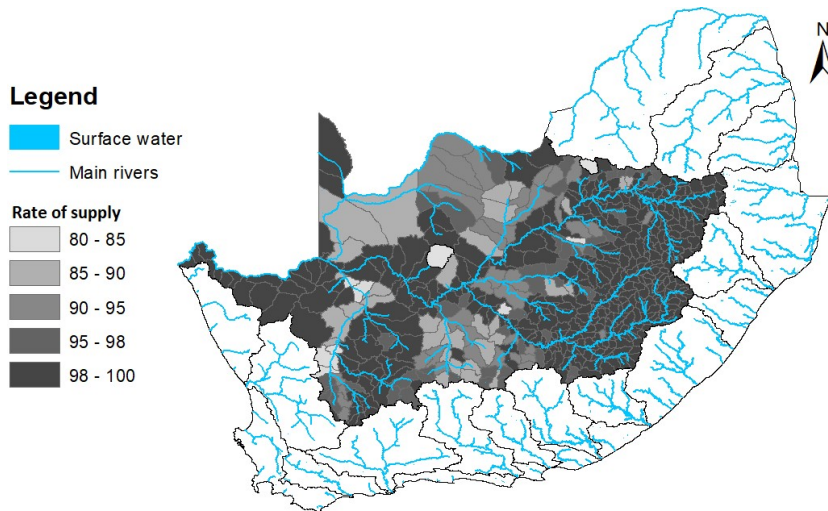 N
Legend
Surface water
Main rivers
Rate of supply
80 - 85
85 - 90
90 - 95
95 - 98
98 - 100